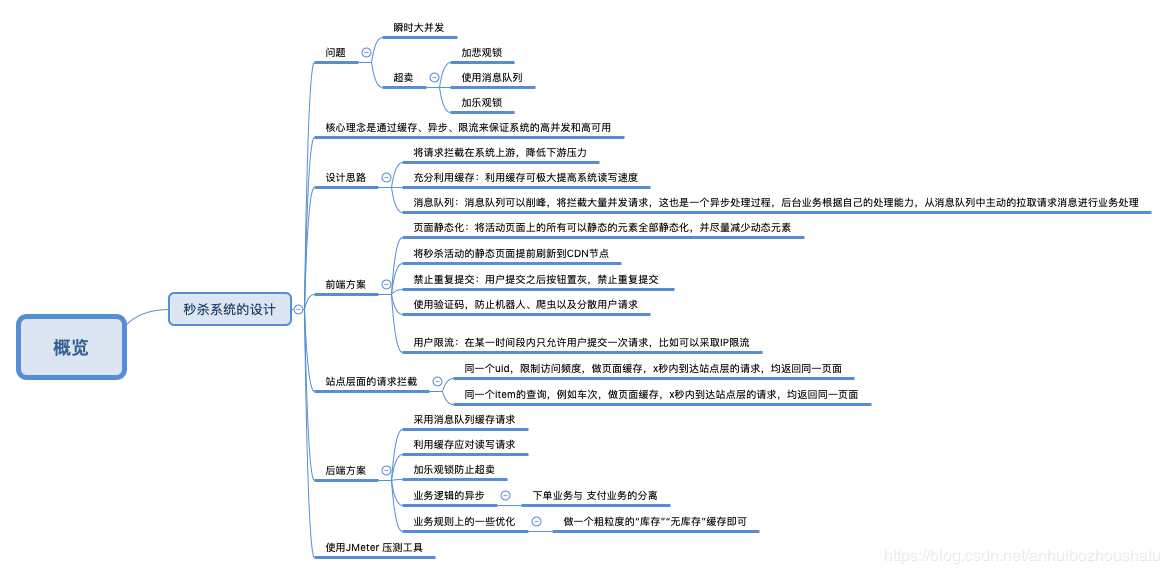 概览
秒杀系统的设计
问题
瞬时大并发
超卖
加悲观锁
使用消息队列
加乐观锁
核心理念是通过缓存、异步、限流来保证系统的高并发和高可用
设计思路
将请求拦截在系统上游，降低下游压力
充分利用缓存：利用缓存可极大提高系统读写速度
消息队列：消息队列可以削峰，将拦截大量并发请求，这也是一个异步处理过程，后台业务根据自己的处理能力，从消息队列中主动的拉取请求消息进行业务处理
前端方案
页面静态化：将活动页面上的所有可以静态的元素全部静态化，并尽量减少动态元素
将秒杀活动的静态页面提前刷新到CDN节点
禁止重复提交：用户提交之后按钮置灰，禁止重复提交
使用验证码，防止机器人、爬虫以及分散用户请求
用户限流：在某一时间段内只允许用户提交一次请求，比如可以采取IP限流
站点层面的请求拦截
同一个uid，限制访问频度，做页面缓存，x秒内到达站点层的请求，均返回同一页面
同一个item的查询，例如车次，做页面缓存，x秒内到达站点层的请求，均返回同一页面
后端方案
采用消息队列缓存请求
利用缓存应对读写请求
加乐观锁防止超卖
业务逻辑的异步
下单业务与 支付业务的分离
业务规则上的一些优化
做一个粗粒度的“库存”“无库存”缓存即可
使用JMeter 压测工具
https://blog.csdn.net/anhuibozhoushatu